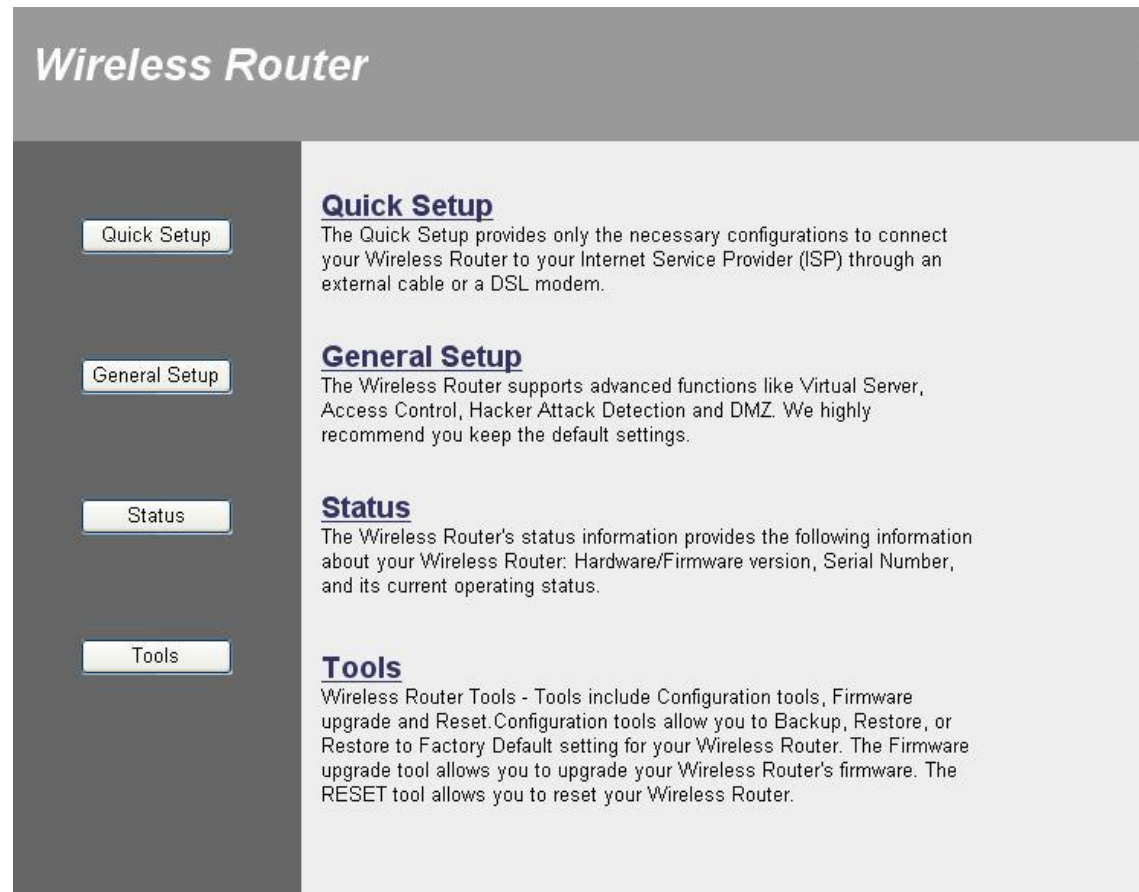 Wireless Router
Quick Setup
Quick Setup
The Quick Setup provides only the necessary configurations to connect
your Wireless Router to your Internet Service Provider (ISP) through an
external cable or a DSL modem.
General Setup
General Setup
The Wireless Router supports advanced functions like Virtual Server,
Access Control, Hacker Attack Detection and DMZ. We highly
recommend you keep the default settings.
Status
Status
The Wireless Router's status information provides the following information
about your Wireless Router: Hardware/Firmware version, Serial Number,
and its current operating status.
Tools
Tools
Wireless Router Tools - Tools include Configuration tools, Firmware
upgrade and Reset.Configuration tools allow you to Backup, Restore, or
Restore to Factory Default setting for your Wireless Router. The Firmware
upgrade tool allows you to upgrade your Wireless Router's firmware. The
RESET tool allows you to reset your Wireless Router.